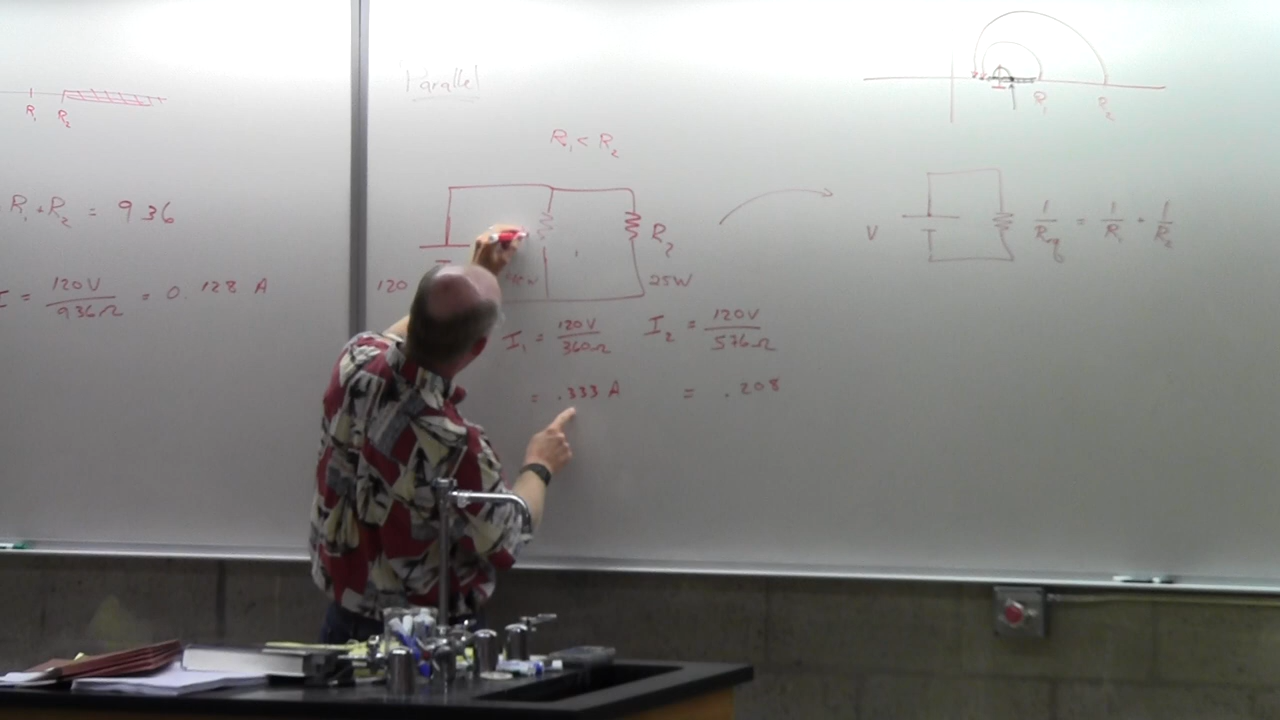 R₁ R₂
R₁ + R₂ = 936
I = 120V / 936Ω = 0.128 A
Parallel
R₁ < R₂
R₂
120
40W
25W
I₁ = 120V / 360Ω
= .333 A
I₂ = 120V / 576Ω
= .208
R₁ R₂
V
1/Req = 1/R₁ + 1/R₂